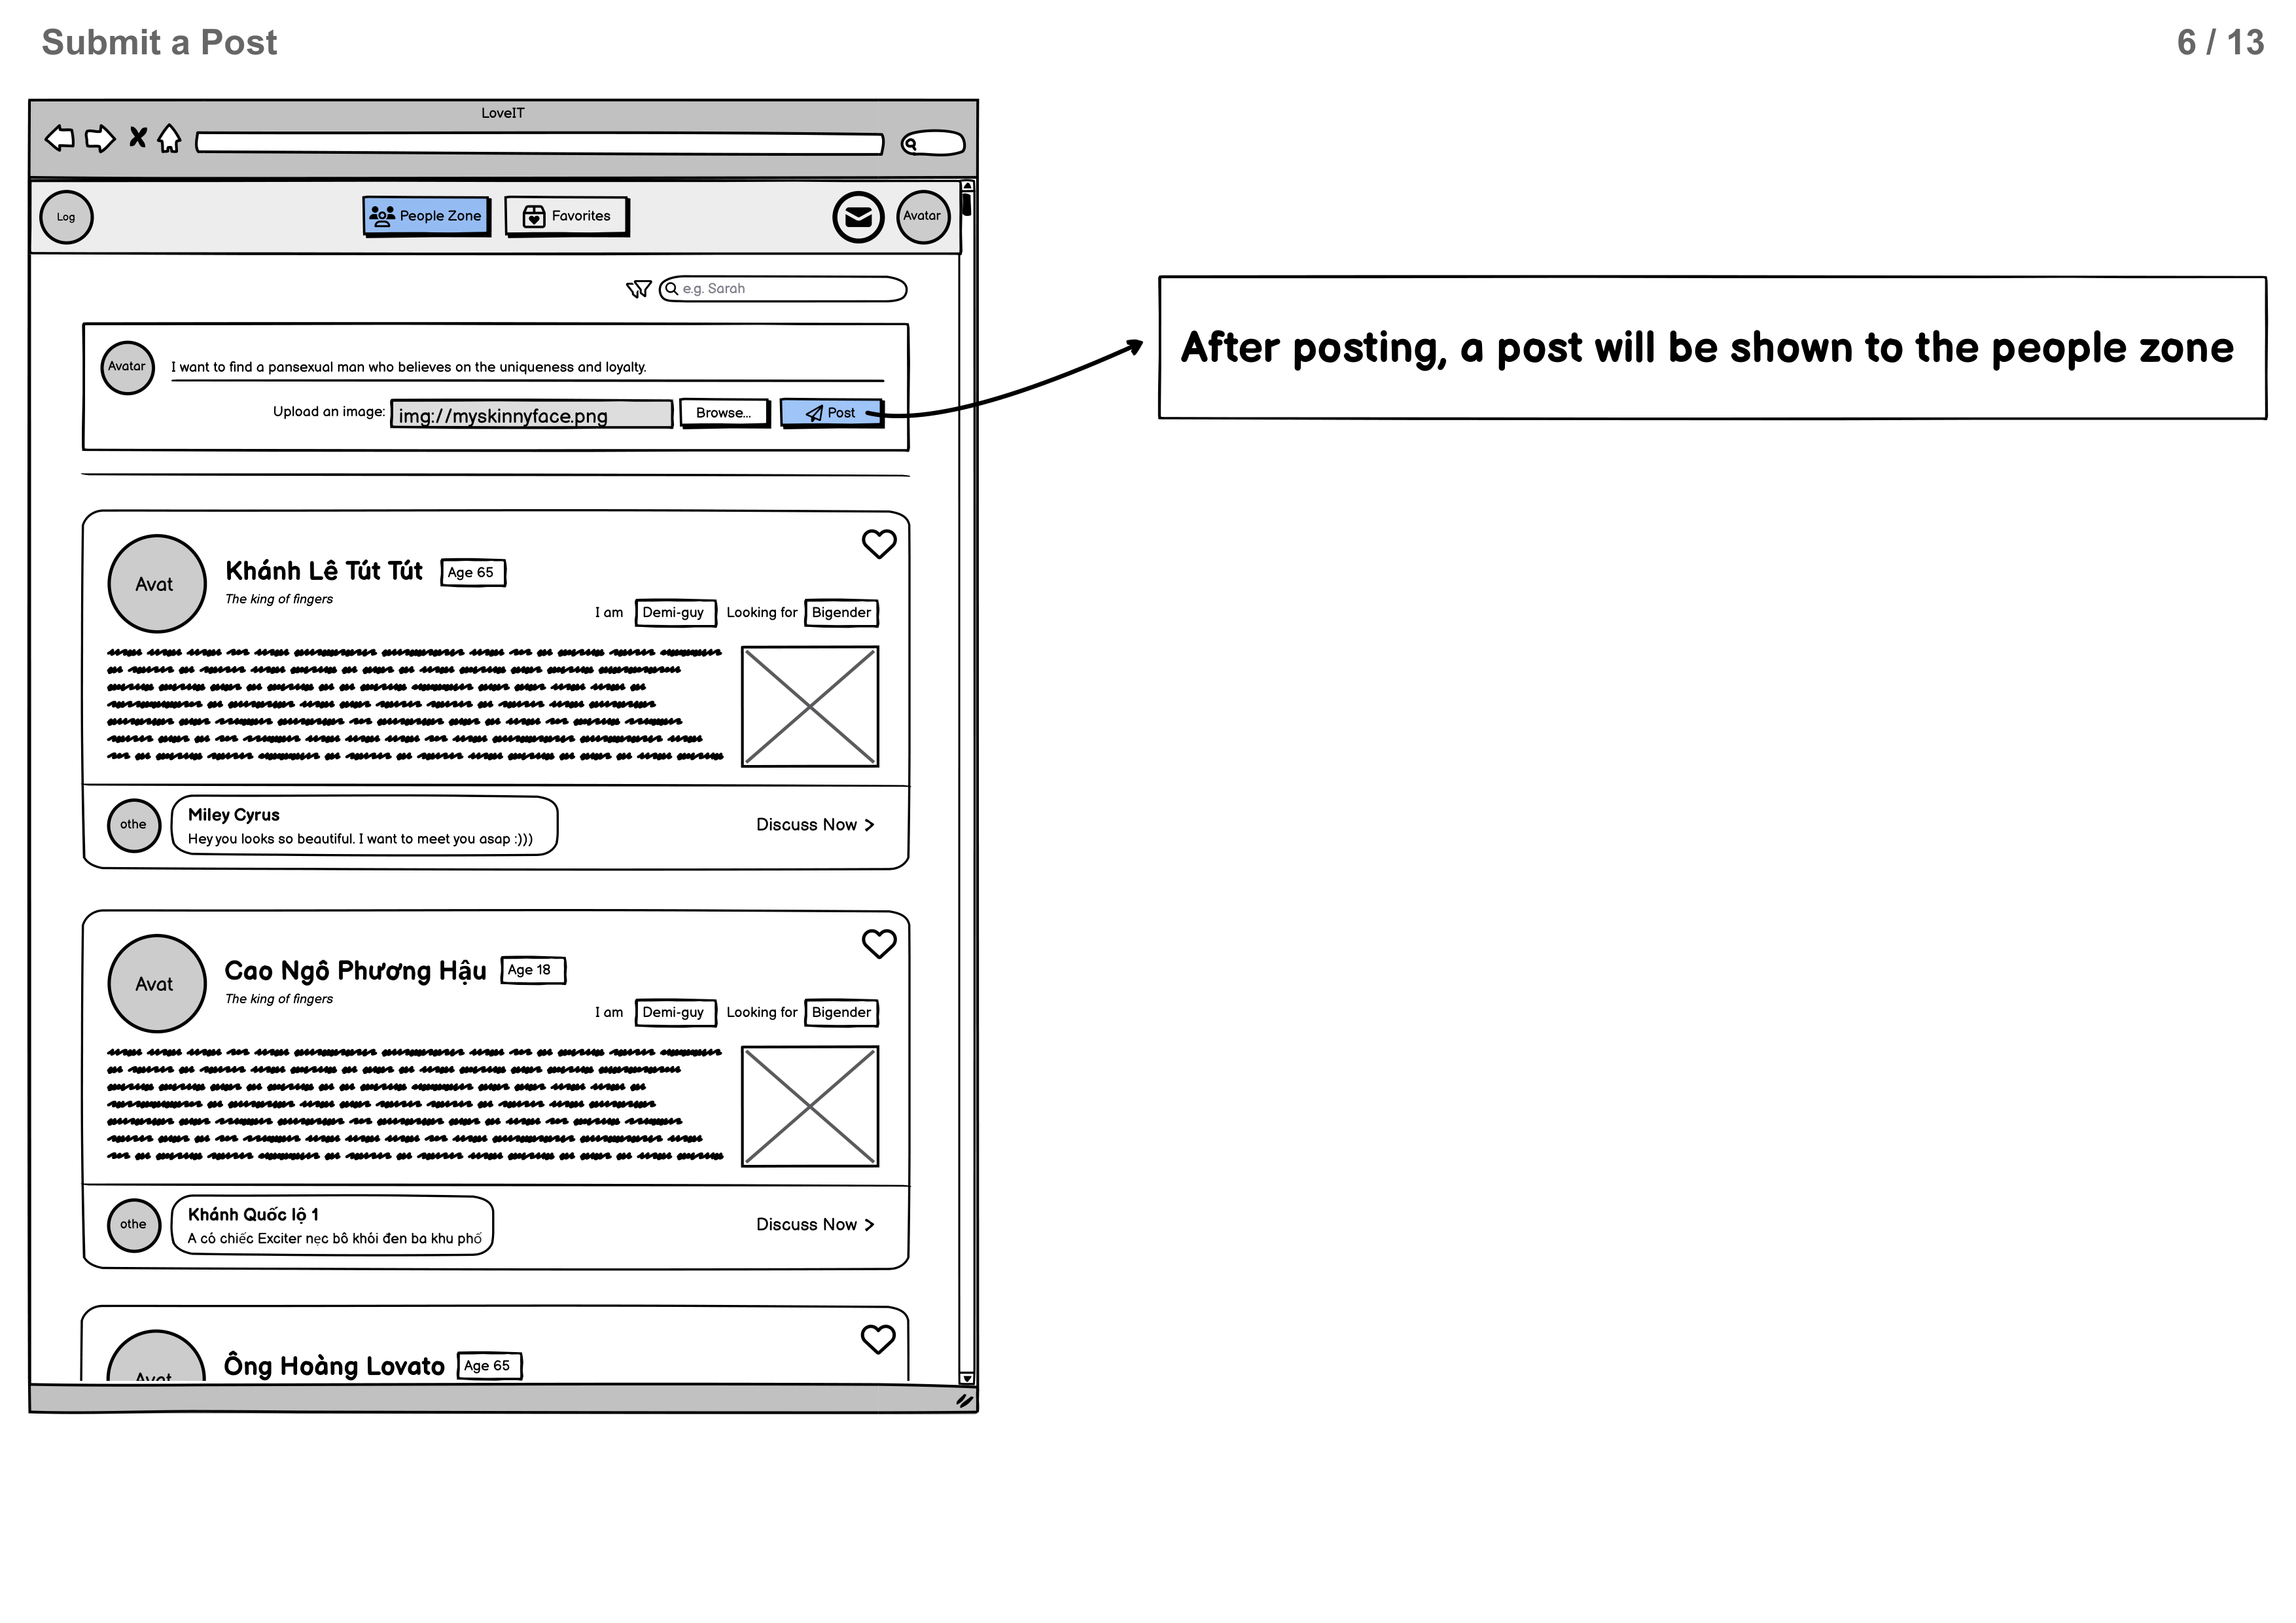 Submit a Post
6 / 13
LoveIT
Log
People Zone
Favorites
Avatar
e.g. Sarah
Avatar
I want to find a pansexual man who believes on the uniqueness and loyalty.
Upload an image:
img://myskinnyface.png
Browse...
Post
After posting, a post will be shown to the people zone
Avat
Khánh Lê Tút Tút
Age 65
The king of fingers
I am
Demi-guy
Looking for
Bigender
othe
Miley Cyrus
Hey you looks so beautiful. I want to meet you asap :)))
Discuss Now
Avat
Cao Ngô Phương Hậu
Age 18
The king of fingers
I am
Demi-guy
Looking for
Bigender
othe
Khánh Quốc lộ 1
A có chiếc Exciter nẹc bô khói đen ba khu phố
Discuss Now
Avat
Ông Hoàng Lovato
Age 65